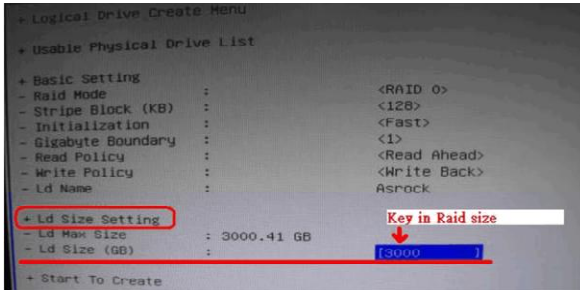 + Logical Drive Create Menu
+ Usable Physical Drive List
+ Basic Setting
- Raid Mode : <RAID 0>
- Stripe Block (KB) : <128>
- Initialization : <Fast>
- Gigabyte Boundary : <1>
- Read Policy : <Read Ahead>
- Write Policy : <Write Back>
- Ld Name : Asrock
+ Ld Size Setting
Key in Raid size
- Ld Max Size : 3000.41 GB
- Ld Size (GB) : [3000 ]
+ Start To Create